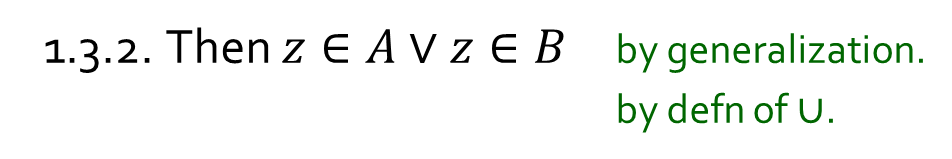 1.3.2. Then z ∈ A ∨ z ∈ B by generalization.
by defn of ∪.